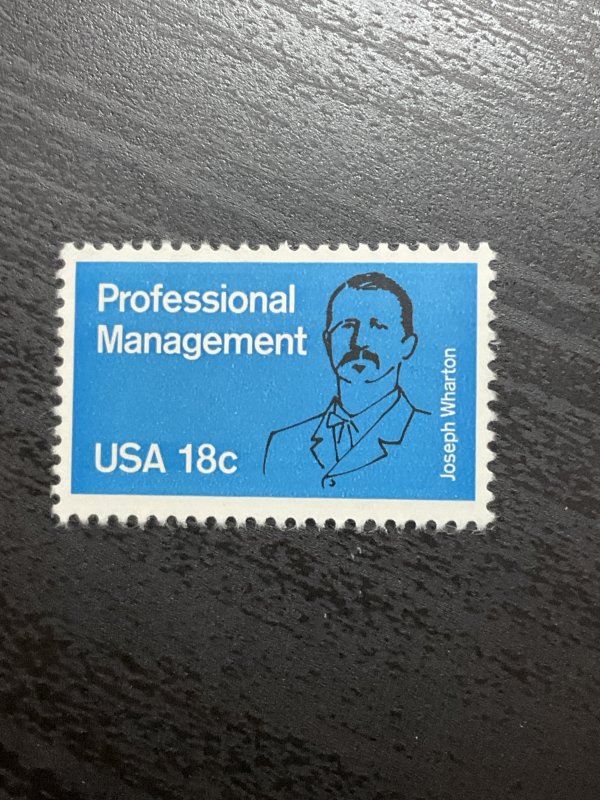 Professional
Management
USA 18c
Joseph Wharton